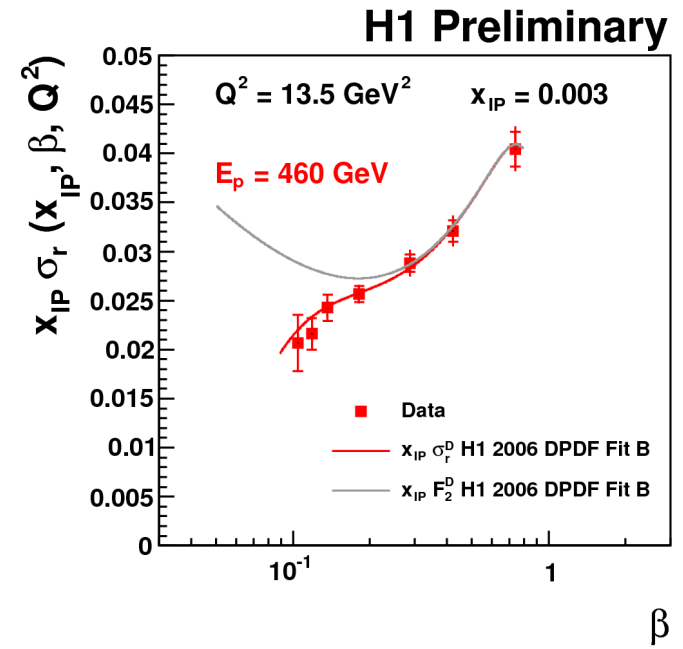 H1 Preliminary
x_IP σ_r (x_IP, β, Q²)
0.05
0.045
0.04
0.035
0.03
0.025
0.02
0.015
0.01
0.005
0
Q² = 13.5 GeV²
x_IP = 0.003
E_p = 460 GeV
Data
x_IP σ_r^D H1 2006 DPDF Fit B
x_IP F_2^D H1 2006 DPDF Fit B
10⁻¹
1
β